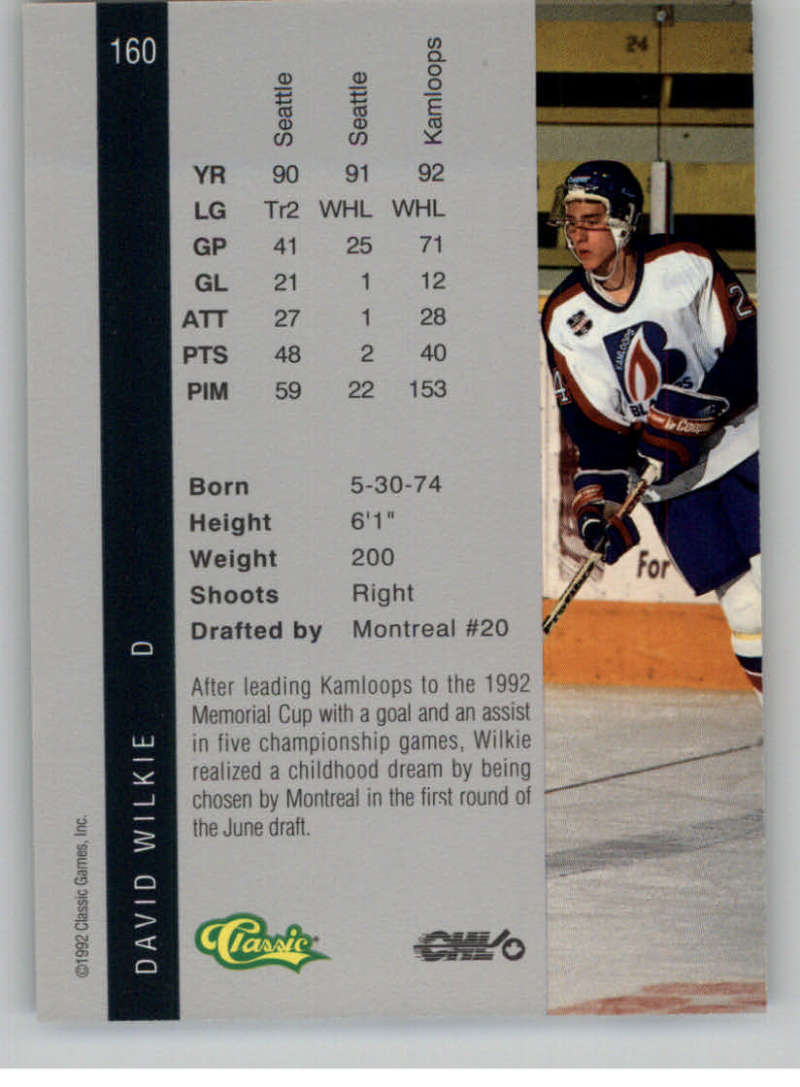 160
Seattle Seattle Kamloops
YR 90 91 92
LG Tr2 WHL WHL
GP 41 25 71
GL 21 1 12
ATT 27 1 28
PTS 48 2 40
PIM 59 22 153
Born 5-30-74
Height 6'1"
Weight 200
Shoots Right
Drafted by Montreal #20
After leading Kamloops to the 1992
Memorial Cup with a goal and an assist
in five championship games, Wilkie
realized a childhood dream by being
chosen by Montreal in the first round of
the June draft.
DAVID WILKIE D
©1992 Classic Games, Inc.
Classic
CHL
24
KAMLOOPS
2
For